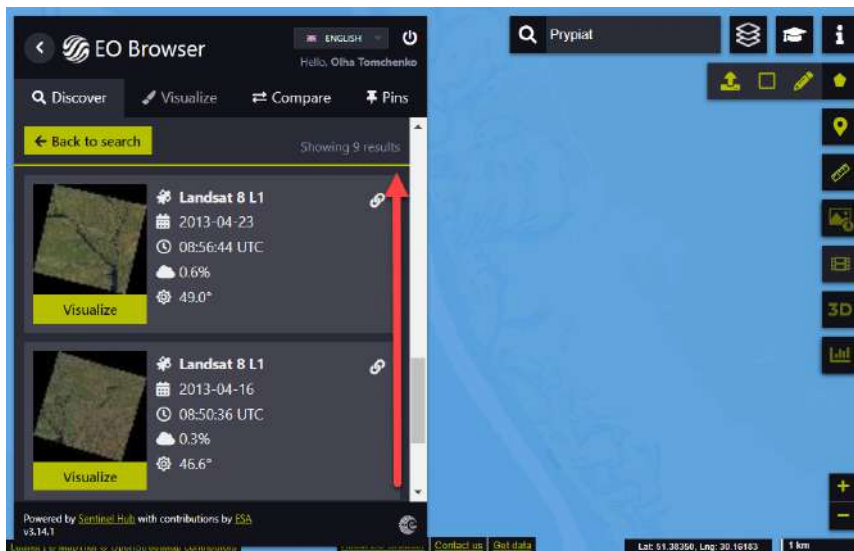 EO Browser
ENGLISH
Hello, Olha Tomchenko
Prypiat
Discover
Visualize
Compare
Pins
Back to search
Showing 9 results
Landsat 8 L1
2013-04-23
08:56:44 UTC
0.6%
49.0°
Visualize
Landsat 8 L1
2013-04-16
08:50:36 UTC
0.3%
46.6°
Visualize
3D
Powered by Sentinel Hub with contributions by ESA
v3.14.1
Contact us
Get data
Lat: 51.38350, Lng: 30.16183
1 km